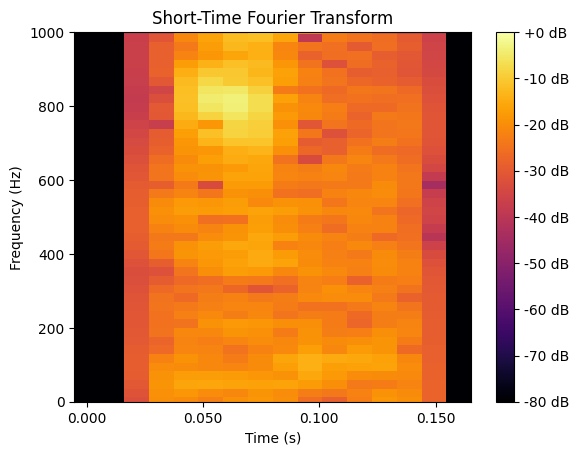 Short-Time Fourier Transform
1000
800
600
400
200
0
Frequency (Hz)
0.000
0.050
0.100
0.150
Time (s)
+0 dB
-10 dB
-20 dB
-30 dB
-40 dB
-50 dB
-60 dB
-70 dB
-80 dB